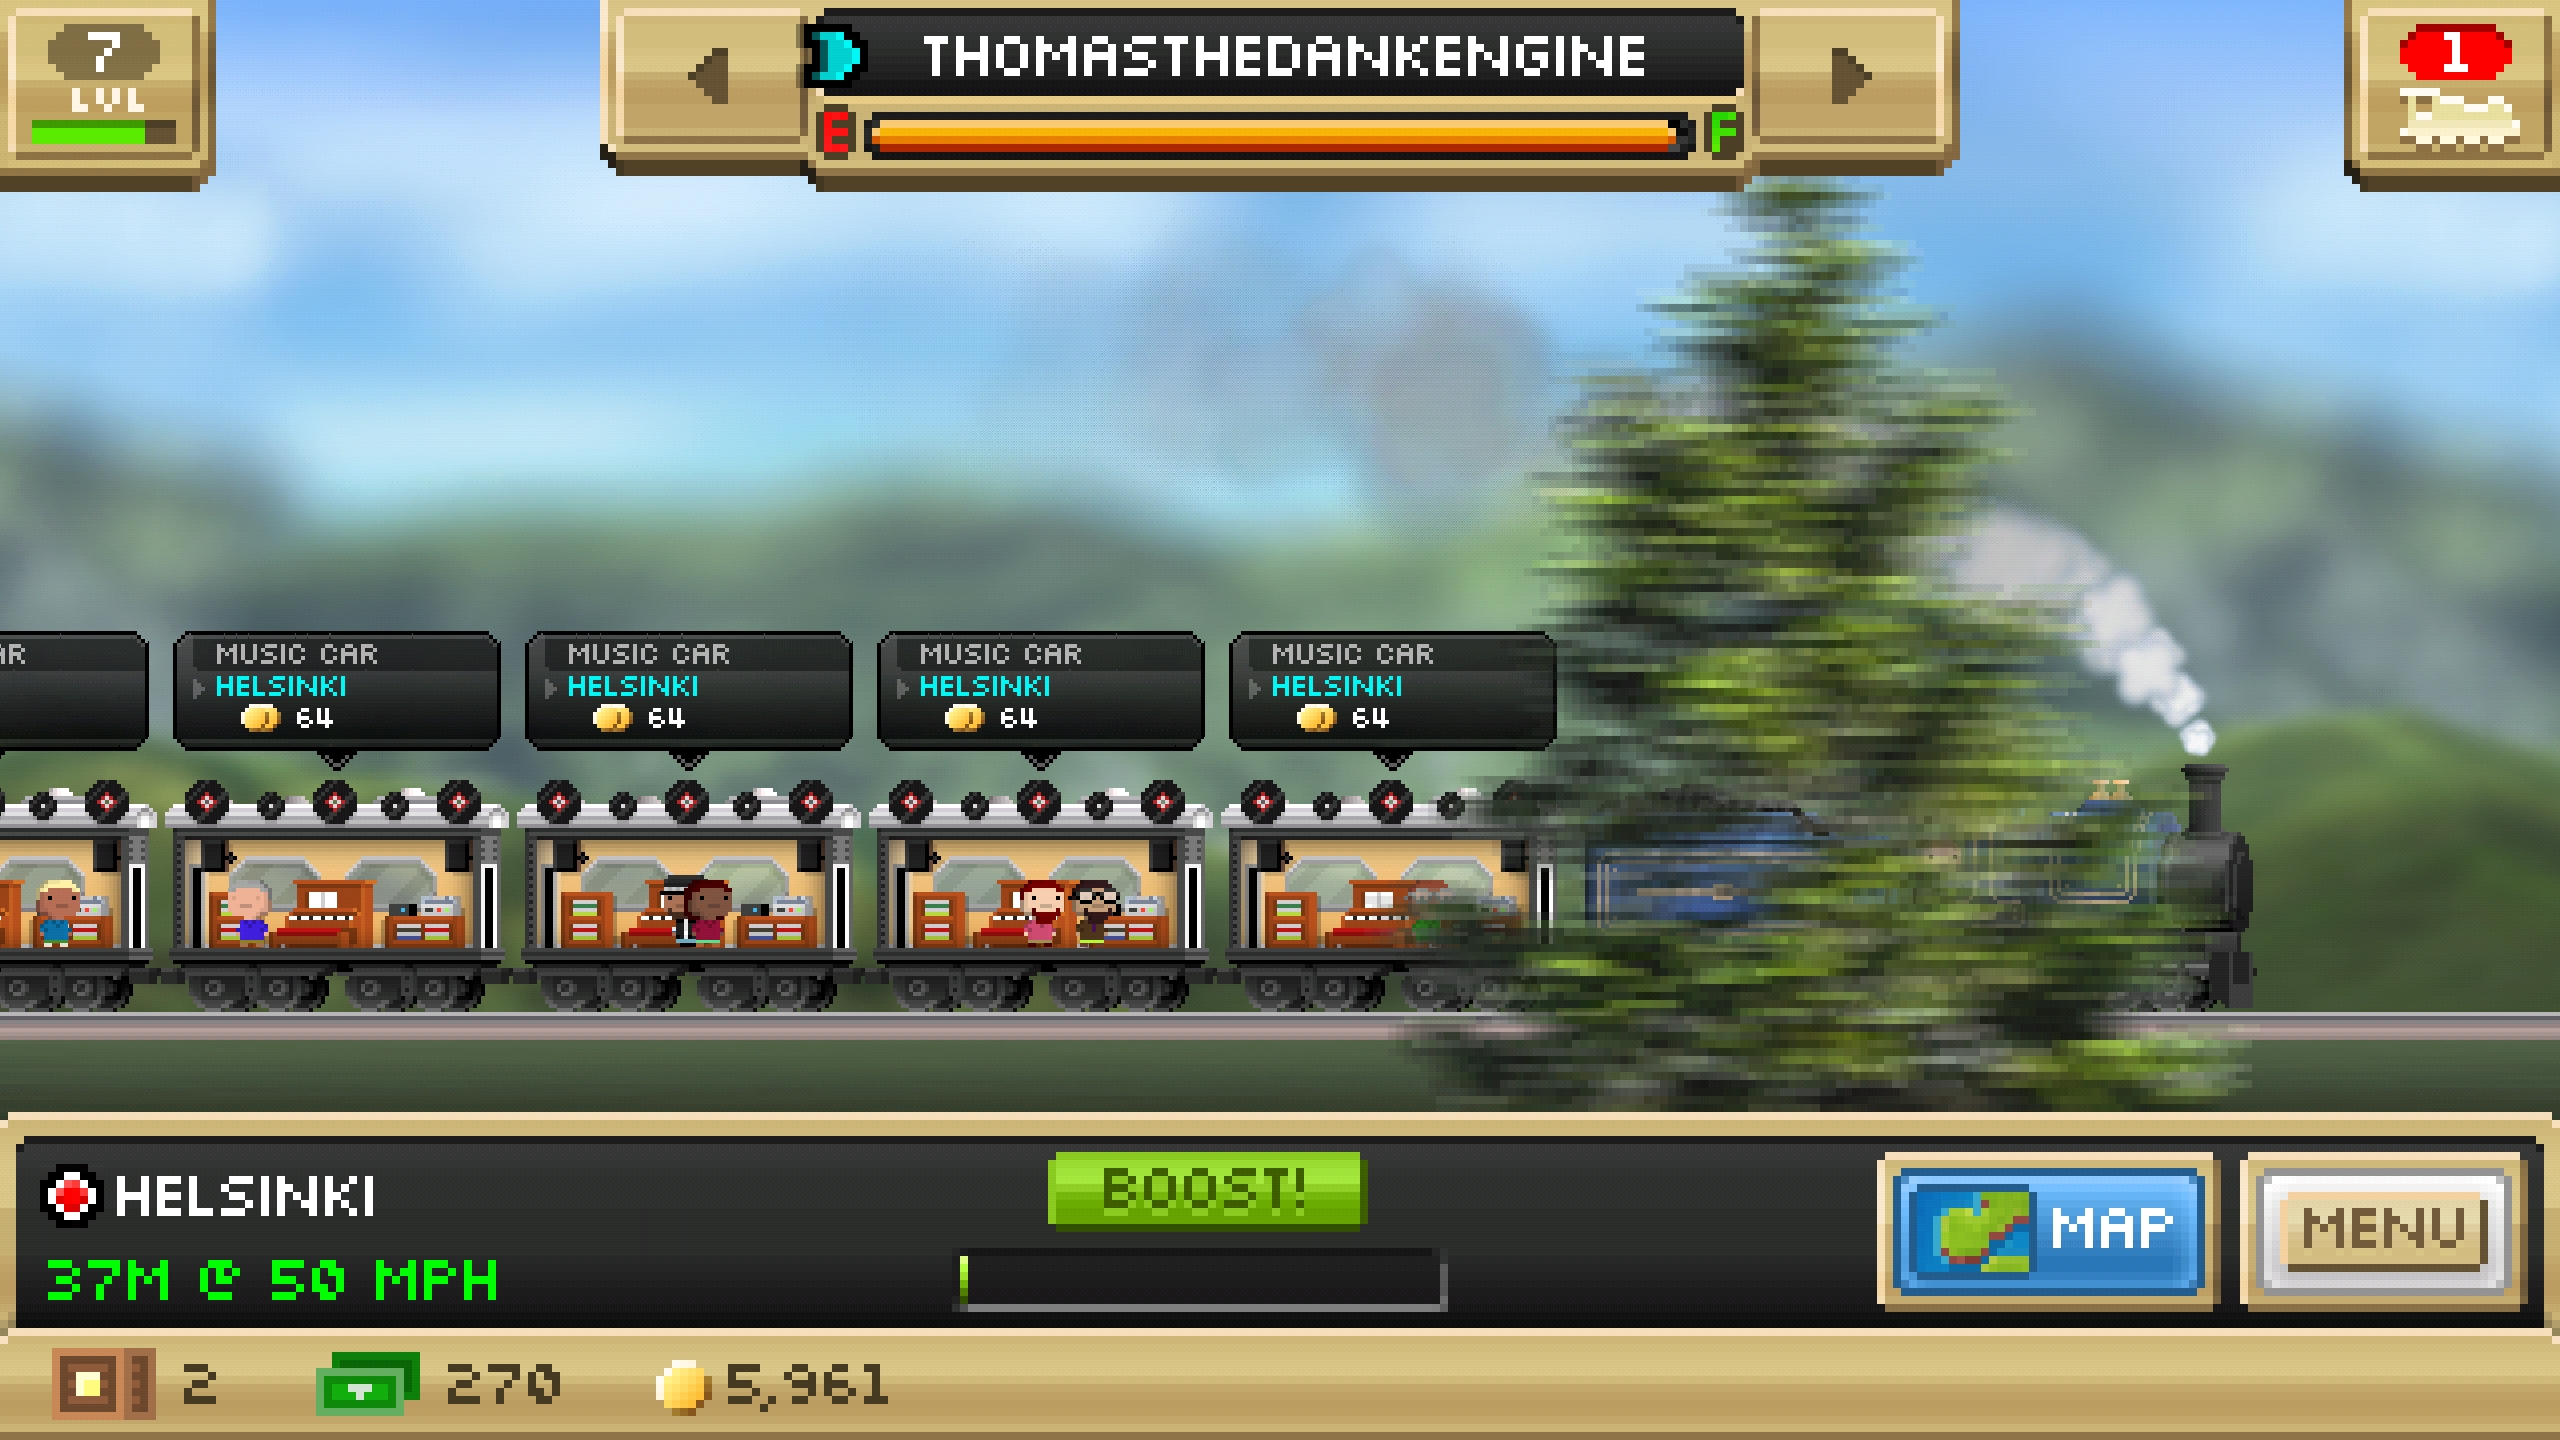 7
LVL
THOMASTHEDANKENGINE
E F
1
AR
MUSIC CAR
HELSINKI
64
MUSIC CAR
HELSINKI
64
MUSIC CAR
HELSINKI
64
MUSIC CAR
HELSINKI
64
HELSINKI
37M @ 50 MPH
BOOST!
MAP
MENU
2
270
5,961